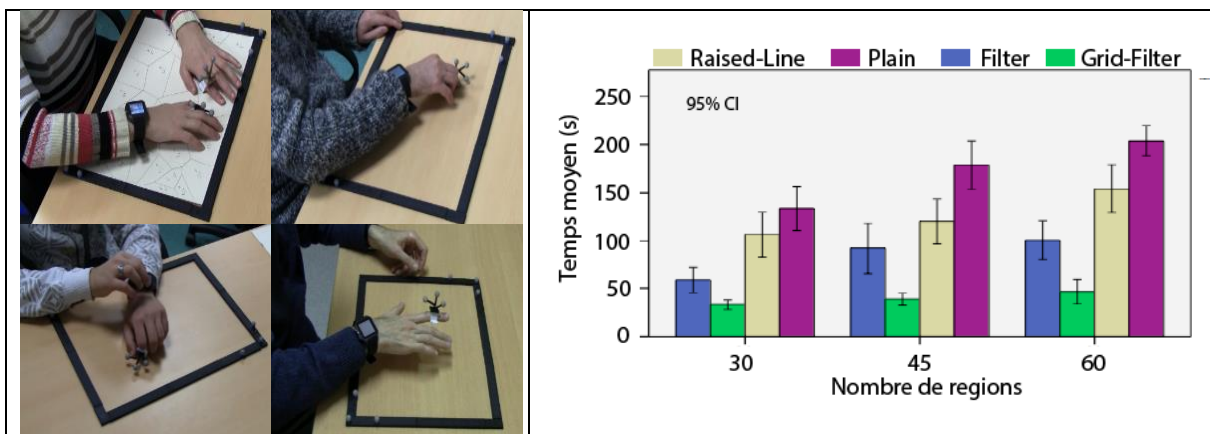 Raised-Line Plain Filter Grid-Filter
95% CI
250
200
150
100
50
0
Temps moyen (s)
30 45 60
Nombre de regions